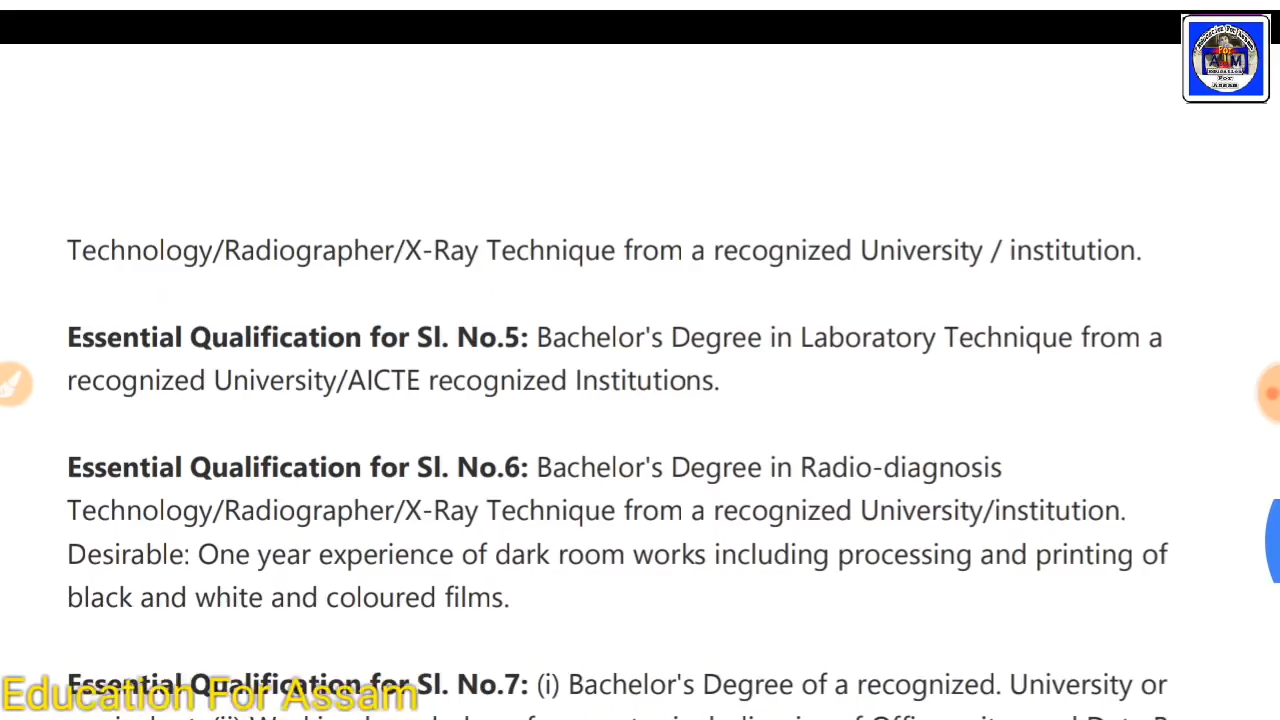 Technology/Radiographer/X-Ray Technique from a recognized University / institution.
Essential Qualification for Sl. No.5: Bachelor's Degree in Laboratory Technique from a
recognized University/AICTE recognized Institutions.
Essential Qualification for Sl. No.6: Bachelor's Degree in Radio-diagnosis
Technology/Radiographer/X-Ray Technique from a recognized University/institution.
Desirable: One year experience of dark room works including processing and printing of
black and white and coloured films.
Essential Qualification for Sl. No.7: (i) Bachelor's Degree of a recognized. University or
Education For Assam